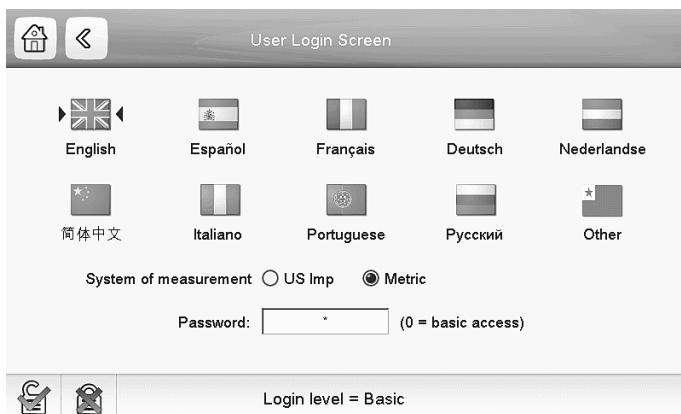 User Login Screen
English Español Français Deutsch Nederlandse
简体中文 Italiano Portuguese Русский Other
System of measurement US Imp Metric
Password: * (0 = basic access)
Login level = Basic